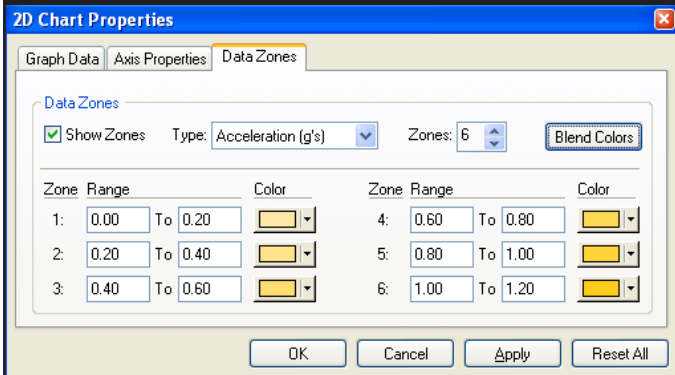 2D Chart Properties
Graph Data Axis Properties Data Zones
Data Zones
Show Zones Type: Acceleration (g's) Zones: 6 Blend Colors
Zone Range Color Zone Range Color
1: 0.00 To 0.20 4: 0.60 To 0.80
2: 0.20 To 0.40 5: 0.80 To 1.00
3: 0.40 To 0.60 6: 1.00 To 1.20
OK Cancel Apply Reset All